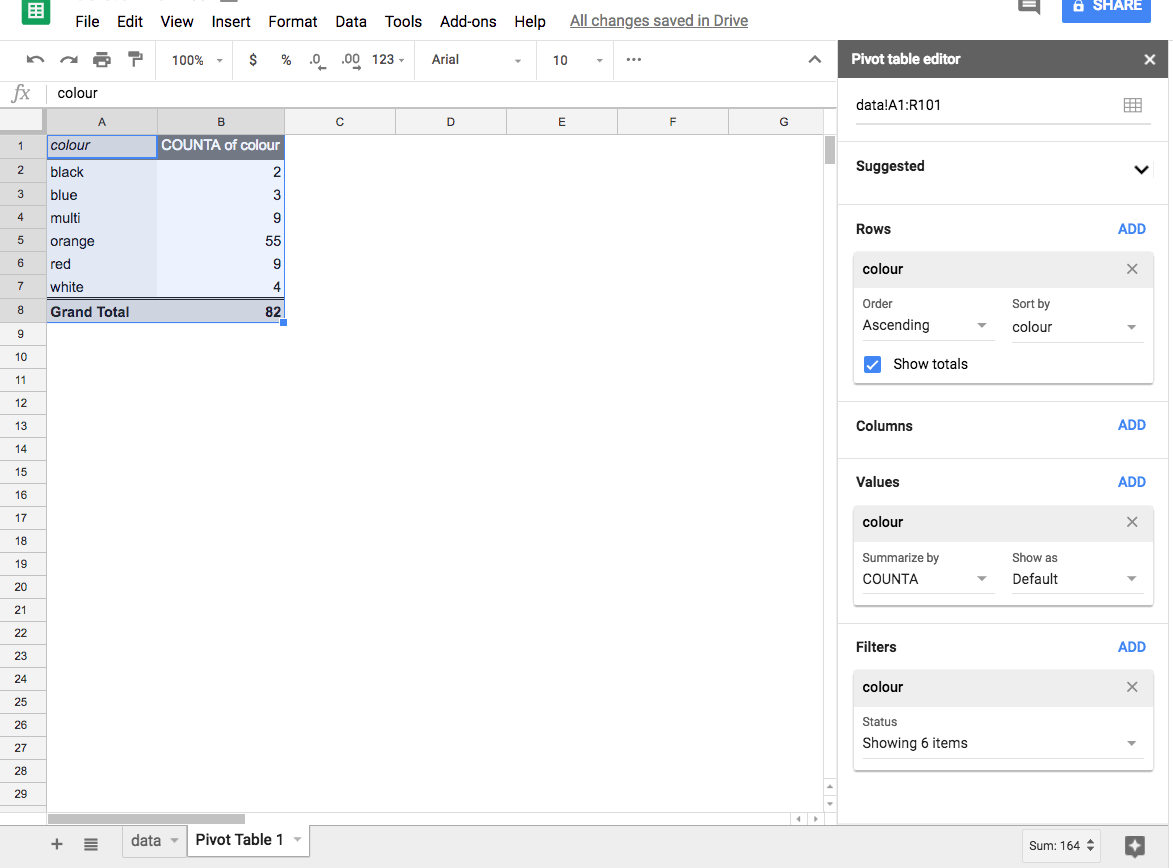 SHARE
File Edit View Insert Format Data Tools Add-ons Help All changes saved in Drive
100% $ % .0 .00 123 Arial 10 ...
Pivot table editor
fx colour
data!A1:R101
A B C D E F G
1 colour COUNTA of colour
2 black 2
3 blue 3
4 multi 9
5 orange 55
6 red 9
7 white 4
8 Grand Total 82
9
10
11
12
13
14
15
16
17
18
19
20
21
22
23
24
25
26
27
28
29
Suggested
Rows ADD
colour
Order Sort by
Ascending colour
Show totals
Columns ADD
Values ADD
colour
Summarize by Show as
COUNTA Default
Filters ADD
colour
Status
Showing 6 items
data Pivot Table 1 Sum: 164